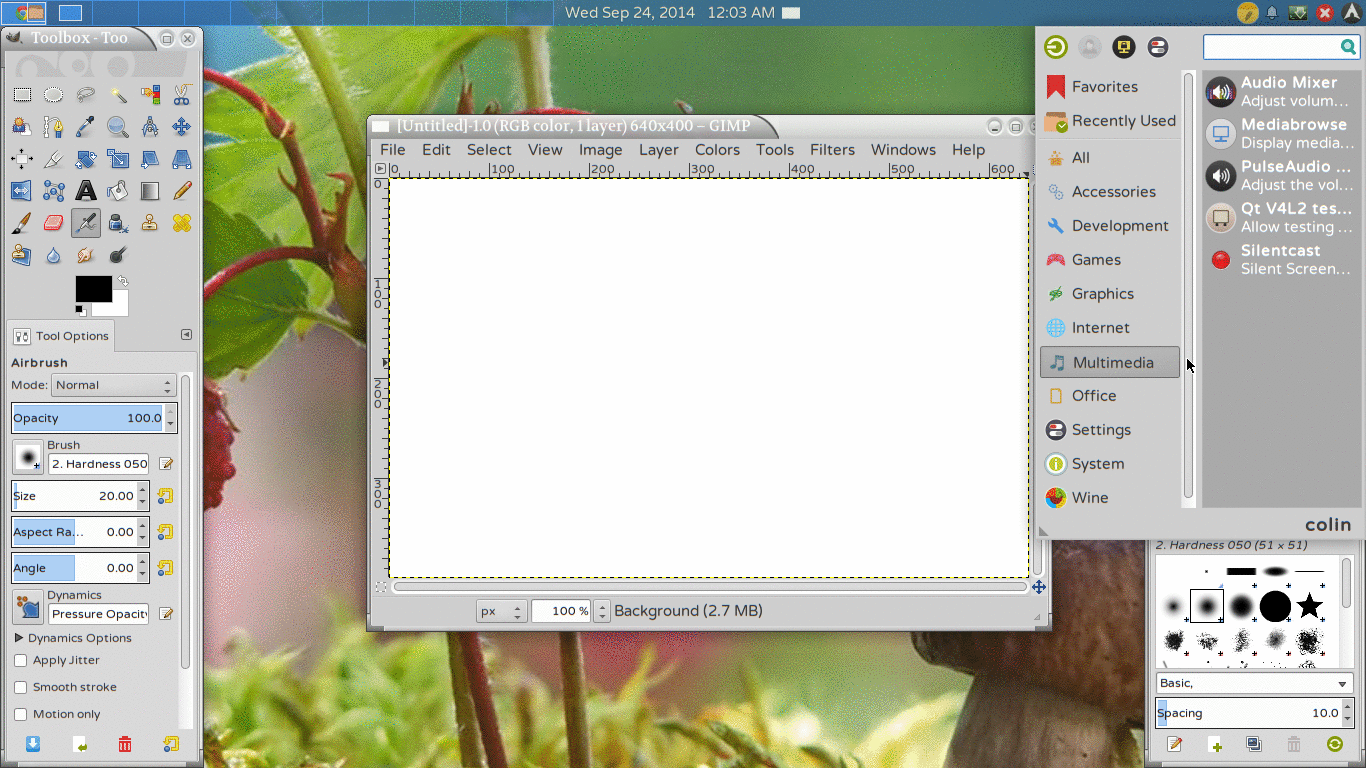 Wed Sep 24, 2014   12:03 AM
Toolbox - Too
Airbrush
Tool Options
Mode: Normal
Opacity 100.0
Brush
2. Hardness 050
Size 20.00
Aspect Ra... 0.00
Angle 0.00
Dynamics
Pressure Opacity
Dynamics Options
Apply Jitter
Smooth stroke
Motion only
[Untitled]-1.0 (RGB color, 1 layer) 640x400 – GIMP
File Edit Select View Image Layer Colors Tools Filters Windows Help
0 100 200 300 400 500 600
0
100
200
300
px 100 % Background (2.7 MB)
Favorites
Recently Used
All
Accessories
Development
Games
Graphics
Internet
Multimedia
Office
Settings
System
Wine
Audio Mixer
Adjust volum...
Mediabrowse
Display media...
PulseAudio ...
Adjust the vol...
Qt V4L2 tes...
Allow testing ...
Silentcast
Silent Screen...
colin
2. Hardness 050 (51 × 51)
Basic,
Spacing 10.0